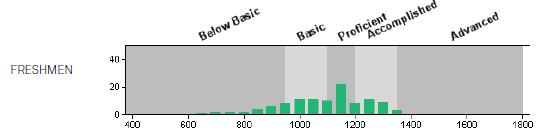 Below Basic
Basic
Proficient
Accomplished
Advanced
FRESHMEN
40
20
0
400
600
800
1000
1200
1400
1600
1800